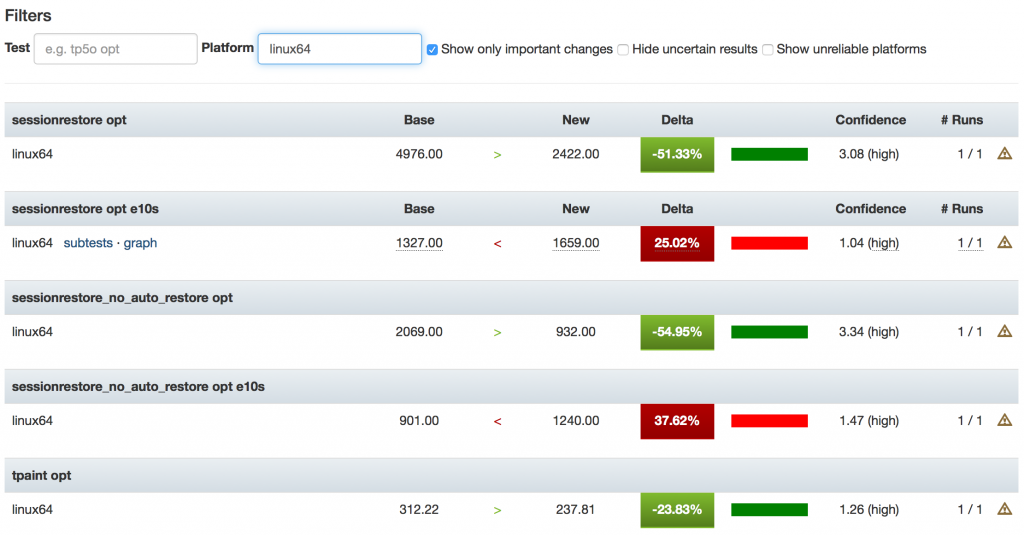 Filters
Test e.g. tp5o opt Platform linux64 Show only important changes Hide uncertain results Show unreliable platforms
sessionrestore opt Base New Delta Confidence # Runs
linux64 4976.00 > 2422.00 -51.33% 3.08 (high) 1 / 1
sessionrestore opt e10s Base New Delta Confidence # Runs
linux64 subtests · graph 1327.00 < 1659.00 25.02% 1.04 (high) 1 / 1
sessionrestore_no_auto_restore opt
linux64 2069.00 > 932.00 -54.95% 3.34 (high) 1 / 1
sessionrestore_no_auto_restore opt e10s
linux64 901.00 < 1240.00 37.62% 1.47 (high) 1 / 1
tpaint opt
linux64 312.22 > 237.81 -23.83% 1.26 (high) 1 / 1